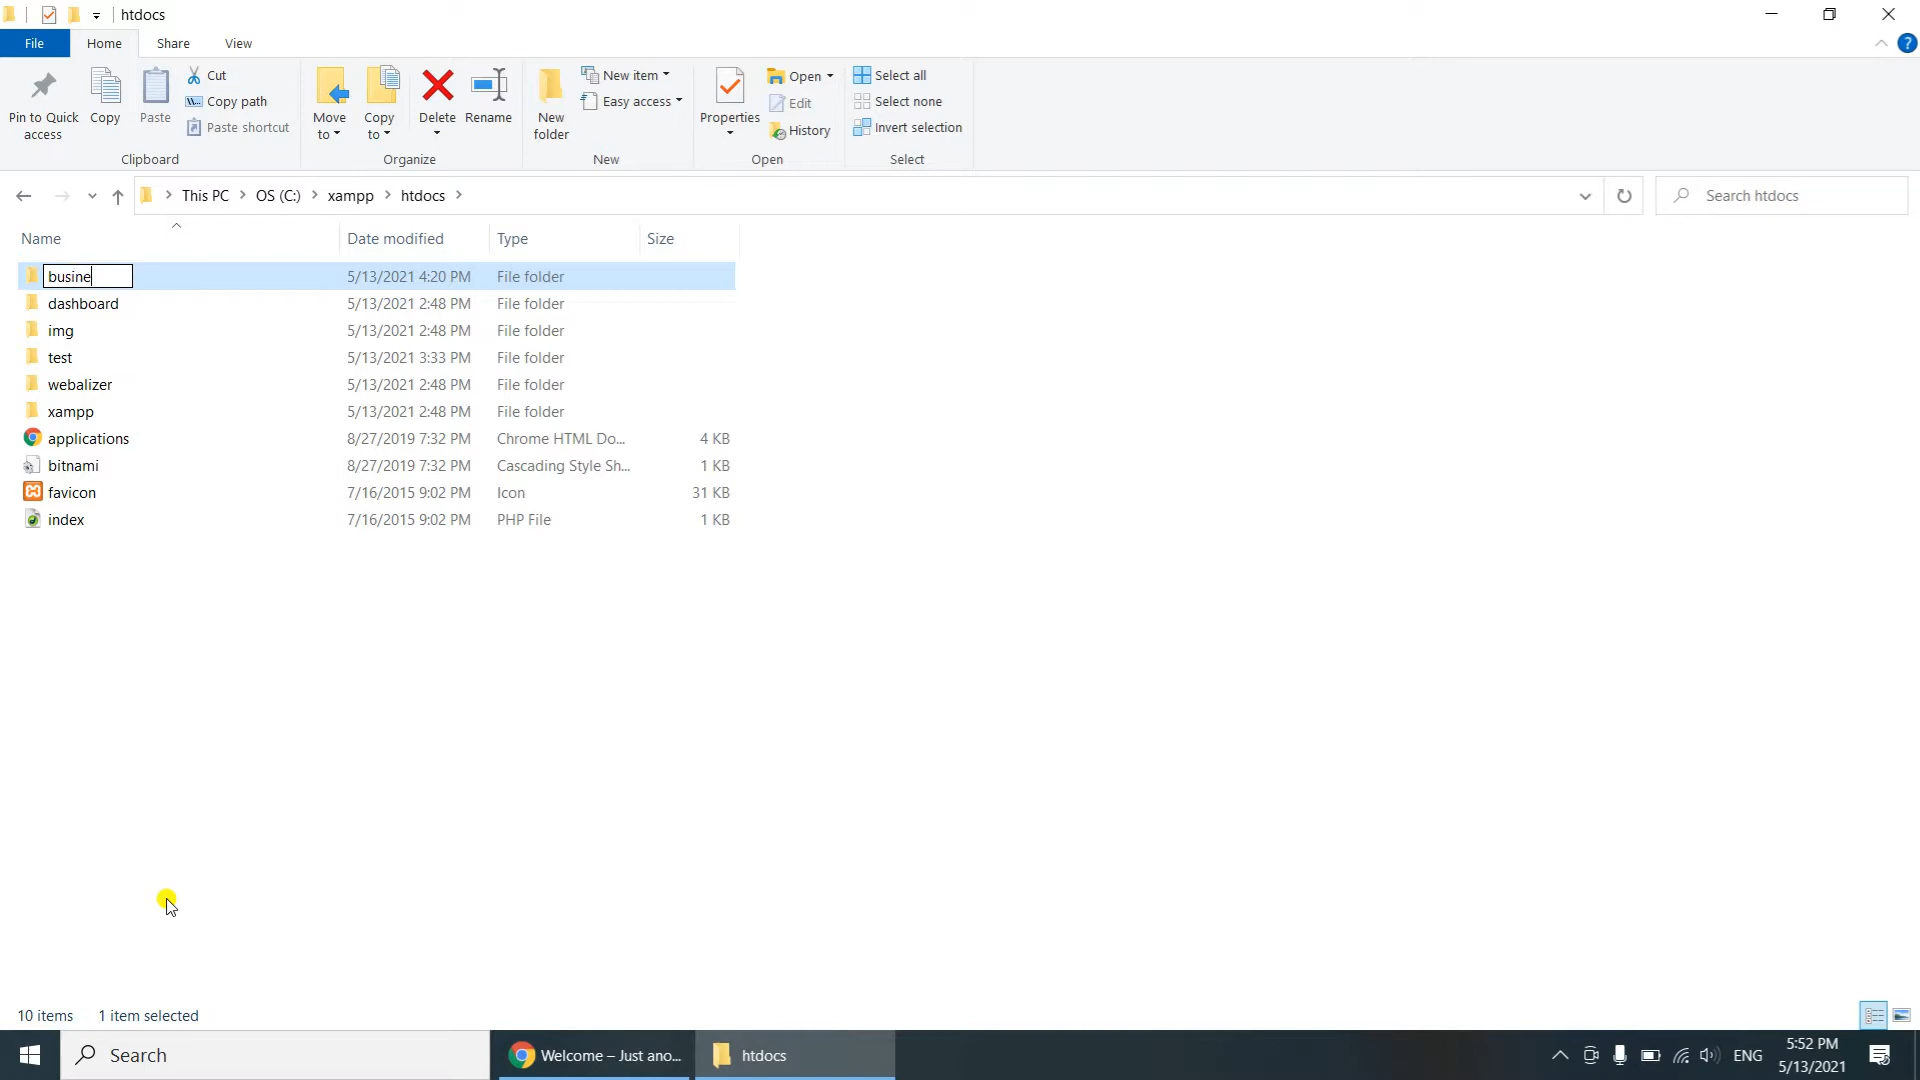 htdocs
File
Home
Share
View
Pin to Quick
access
Copy
Paste
Cut
Copy path
Paste shortcut
Clipboard
Move
to
Copy
to
Delete
Rename
Organize
New
folder
New item
Easy access
New
Properties
Open
Edit
History
Open
Select all
Select none
Invert selection
Select
This PC
OS (C:)
xampp
htdocs
Search htdocs
Name
Date modified
Type
Size
busine 5/13/2021 4:20 PM File folder
dashboard 5/13/2021 2:48 PM File folder
img 5/13/2021 2:48 PM File folder
test 5/13/2021 3:33 PM File folder
webalizer 5/13/2021 2:48 PM File folder
xampp 5/13/2021 2:48 PM File folder
applications 8/27/2019 7:32 PM Chrome HTML Do... 4 KB
bitnami 8/27/2019 7:32 PM Cascading Style Sh... 1 KB
favicon 7/16/2015 9:02 PM Icon 31 KB
index 7/16/2015 9:02 PM PHP File 1 KB
10 items 1 item selected
Search
Welcome – Just ano...
htdocs
ENG
5:52 PM
5/13/2021